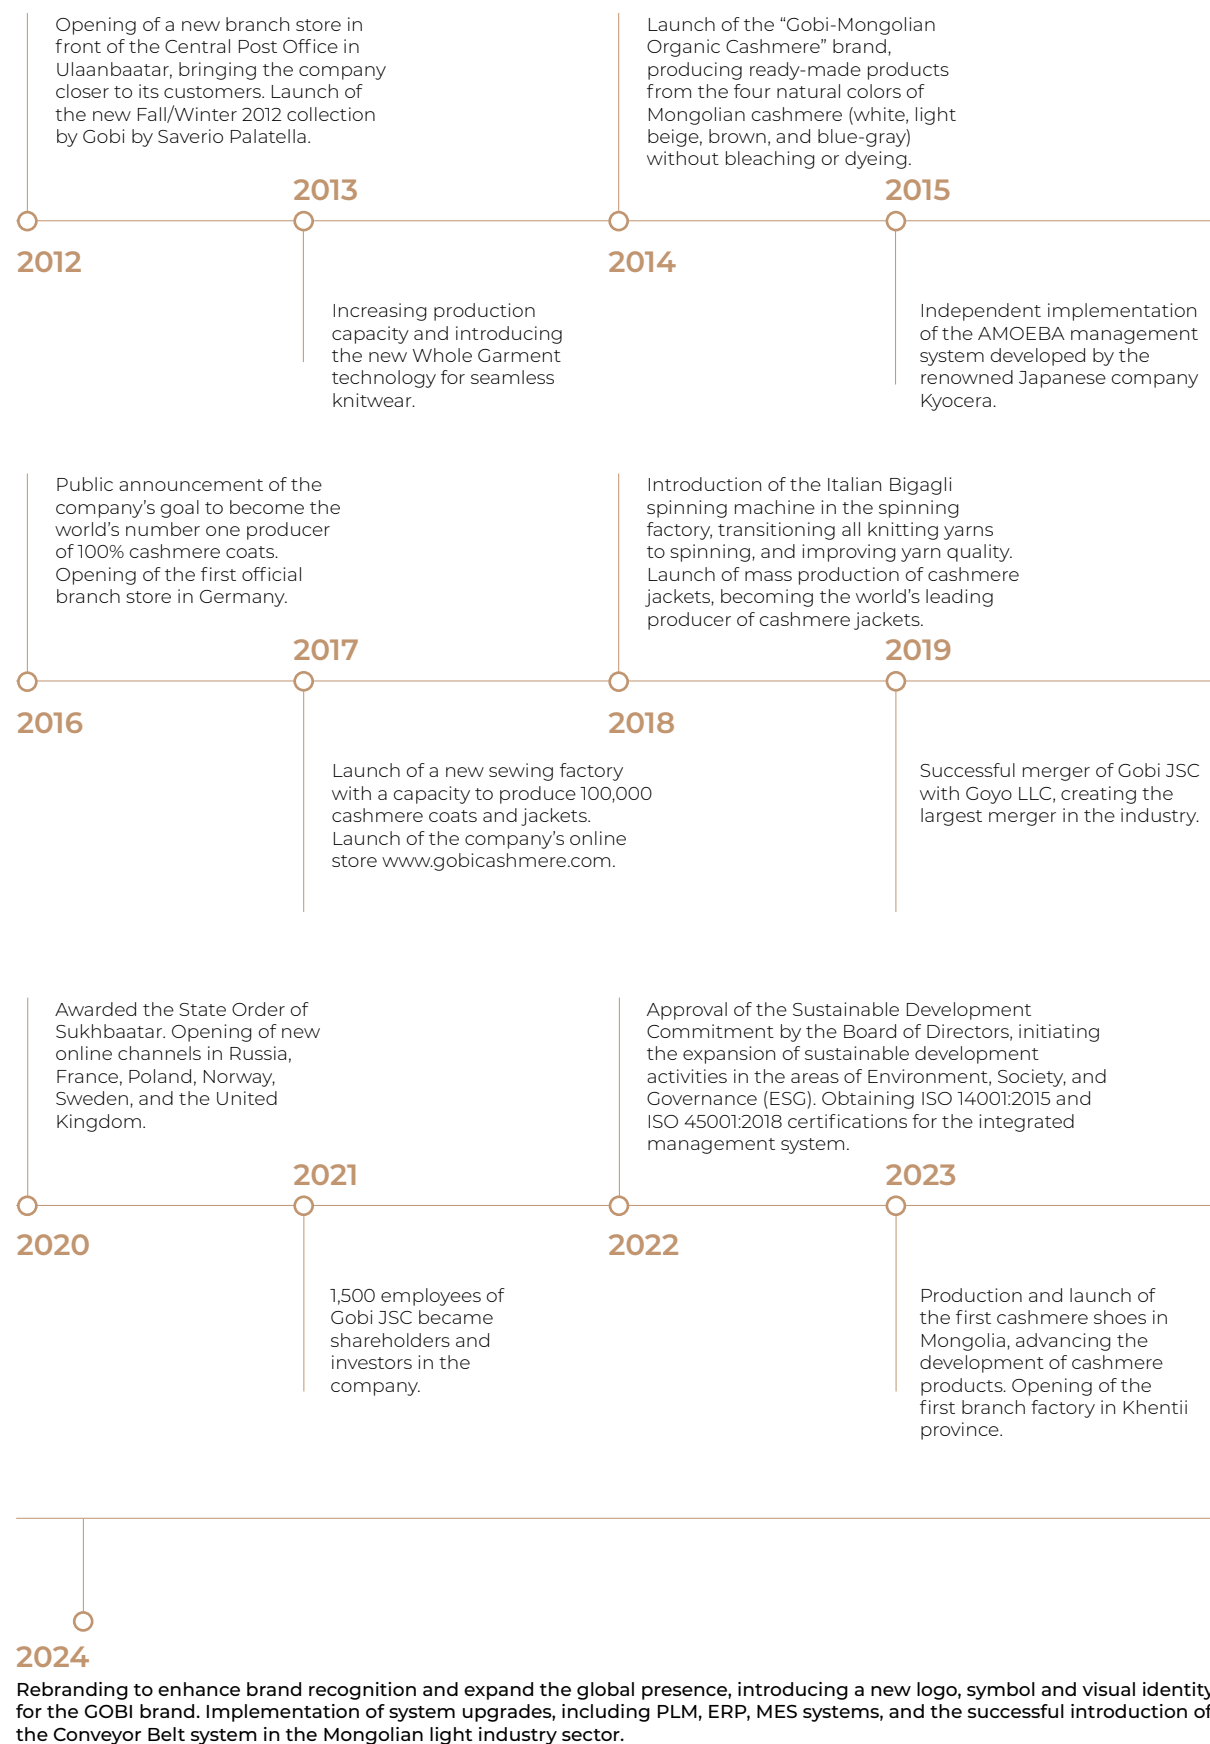 Opening of a new branch store in
front of the Central Post Office in
Ulaanbaatar, bringing the company
closer to its customers. Launch of
the new Fall/Winter 2012 collection
by Gobi by Saverio Palatella.
2012
2013
Increasing production
capacity and introducing
the new Whole Garment
technology for seamless
knitwear.
Launch of the “Gobi-Mongolian
Organic Cashmere” brand,
producing ready-made products
from the four natural colors of
Mongolian cashmere (white, light
beige, brown, and blue-gray)
without bleaching or dyeing.
2014
2015
Independent implementation
of the AMOEBA management
system developed by the
renowned Japanese company
Kyocera.
Public announcement of the
company’s goal to become the
world’s number one producer
of 100% cashmere coats.
Opening of the first official
branch store in Germany.
2016
2017
Launch of a new sewing factory
with a capacity to produce 100,000
cashmere coats and jackets.
Launch of the company’s online
store www.gobicashmere.com.
Introduction of the Italian Bigagli
spinning machine in the spinning
factory, transitioning all knitting yarns
to spinning, and improving yarn quality.
Launch of mass production of cashmere
jackets, becoming the world’s leading
producer of cashmere jackets.
2018
2019
Successful merger of Gobi JSC
with Goyo LLC, creating the
largest merger in the industry.
Awarded the State Order of
Sukhbaatar. Opening of new
online channels in Russia,
France, Poland, Norway,
Sweden, and the United
Kingdom.
2020
2021
1,500 employees of
Gobi JSC became
shareholders and
investors in the
company.
Approval of the Sustainable Development
Commitment by the Board of Directors, initiating
the expansion of sustainable development
activities in the areas of Environment, Society, and
Governance (ESG). Obtaining ISO 14001:2015 and
ISO 45001:2018 certifications for the integrated
management system.
2022
2023
Production and launch of
the first cashmere shoes in
Mongolia, advancing the
development of cashmere
products. Opening of the
first branch factory in Khentii
province.
2024
Rebranding to enhance brand recognition and expand the global presence, introducing a new logo, symbol and visual identity
for the GOBI brand. Implementation of system upgrades, including PLM, ERP, MES systems, and the successful introduction of
the Conveyor Belt system in the Mongolian light industry sector.